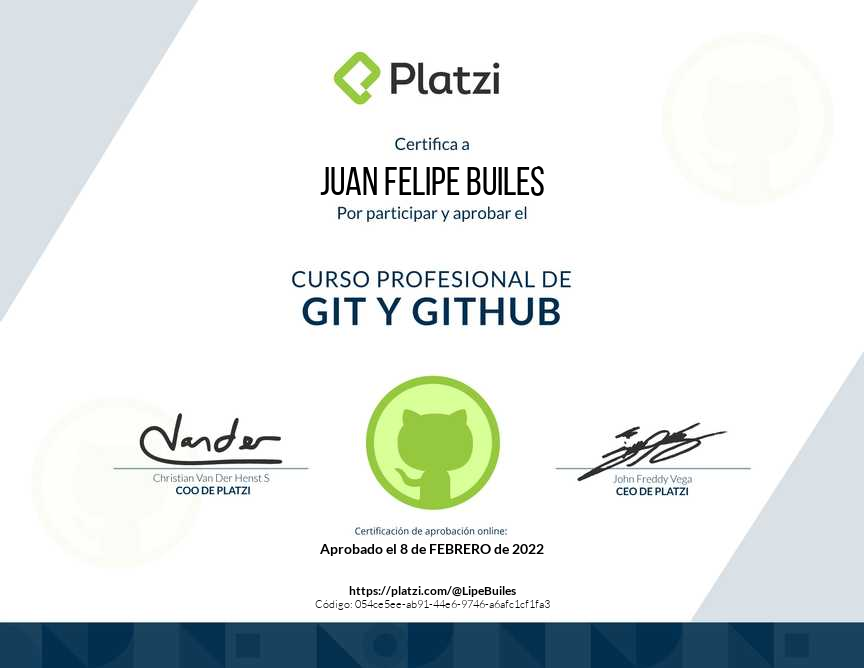 Platzi
Certifica a
JUAN FELIPE BUILES
Por participar y aprobar el
CURSO PROFESIONAL DE
GIT Y GITHUB
Vander
Christian Van Der Henst S
COO DE PLATZI
John Freddy Vega
CEO DE PLATZI
Certificación de aprobación online:
Aprobado el 8 de FEBRERO de 2022
https://platzi.com/@LipeBuiles
Código: 054ce5ee-ab91-44e6-9746-a6afc1cf1fa3